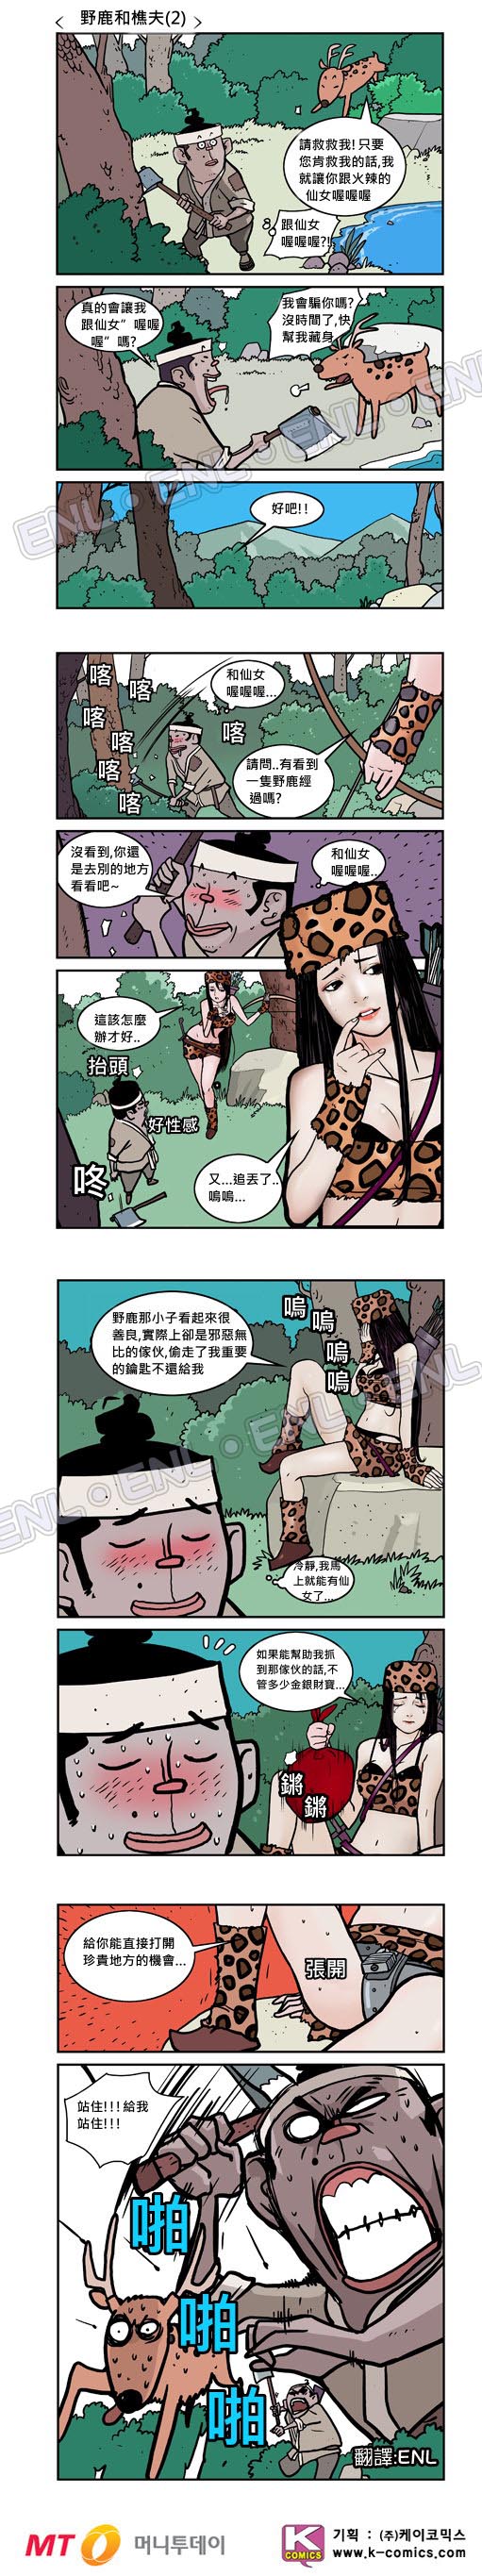 < 野鹿和樵夫(2) >
請救救我!只要
您肯救我的話,我
就讓你跟火辣的
仙女喔喔喔
跟仙女
喔喔喔?!
真的會讓我
跟仙女"喔喔
喔"嗎?
我會騙你嗎?
沒時間了,快
幫我藏身
好吧!!
和仙女
喔喔喔...
喀
喀
喀
喀
喀
喀
喀
請問..有看到
一隻野鹿經
過嗎?
沒看到,你還
是去別的地方
看看吧~
和仙女
喔喔喔..
這該怎麼
辦才好..
抬頭
好性感
咚
又...追丟了..
嗚嗚...
野鹿那小子看起來很
善良,實際上卻是邪惡無
比的傢伙,偷走了我重要
的鑰匙不還給我
嗚
嗚
嗚
嗚
冷靜,我馬
上就能有仙
女了...
如果能幫助我抓
到那傢伙的話,不
管多少金銀財寶...
鏘
鏘
給你能直接打開
珍貴地方的機會...
張開
站住!!!給我
站住!!!
啪
啪
啪
翻譯:ENL
ENL ENL ENL ENL
ENL ENL ENL ENL
MT 머니투데이
K COMICS
기획 : (주)케이코믹스
www.k-comics.com